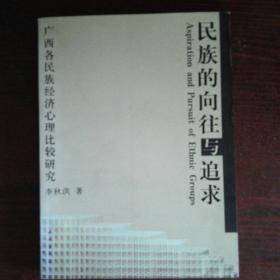 民族的向往与追求
Aspiration and Pursuit of Ethnic Groups
广西各民族经济心理比较研究
李秋洪 著